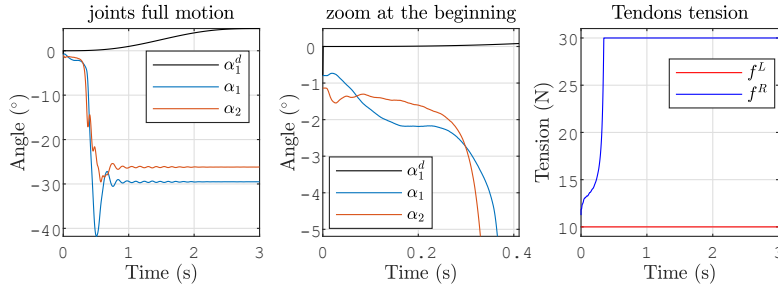 joints full motion
0
-10
-20
-30
-40
Angle (°)
0
1
2
3
Time (s)
α₁ᵈ
α₁
α₂
zoom at the beginning
0
-1
-2
-3
-4
-5
Angle (°)
0
0.2
0.4
Time (s)
α₁ᵈ
α₁
α₂
Tendons tension
30
25
20
15
10
Tension (N)
0
1
2
3
Time (s)
f^L
f^R